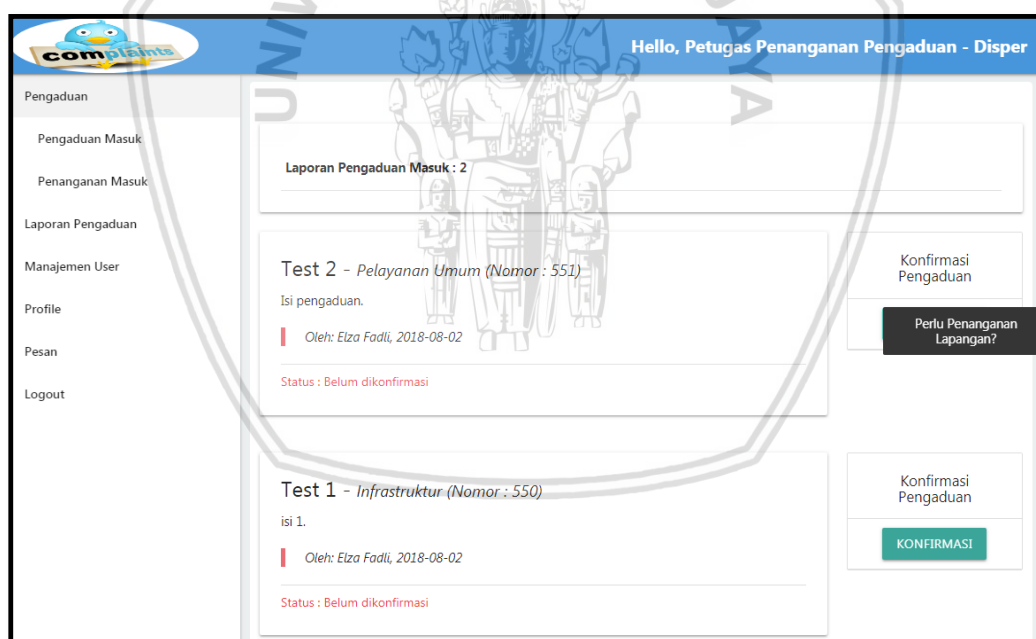 complaints
Hello, Petugas Penanganan Pengaduan - Disper
Pengaduan
Pengaduan Masuk
Penanganan Masuk
Laporan Pengaduan
Manajemen User
Profile
Pesan
Logout
Laporan Pengaduan Masuk : 2
Test 2 - Pelayanan Umum (Nomor : 551)
Isi pengaduan.
Oleh: Elza Fadli, 2018-08-02
Status : Belum dikonfirmasi
Konfirmasi
Pengaduan
Perlu Penanganan
Lapangan?
Test 1 - Infrastruktur (Nomor : 550)
isi 1.
Oleh: Elza Fadli, 2018-08-02
Status : Belum dikonfirmasi
Konfirmasi
Pengaduan
KONFIRMASI